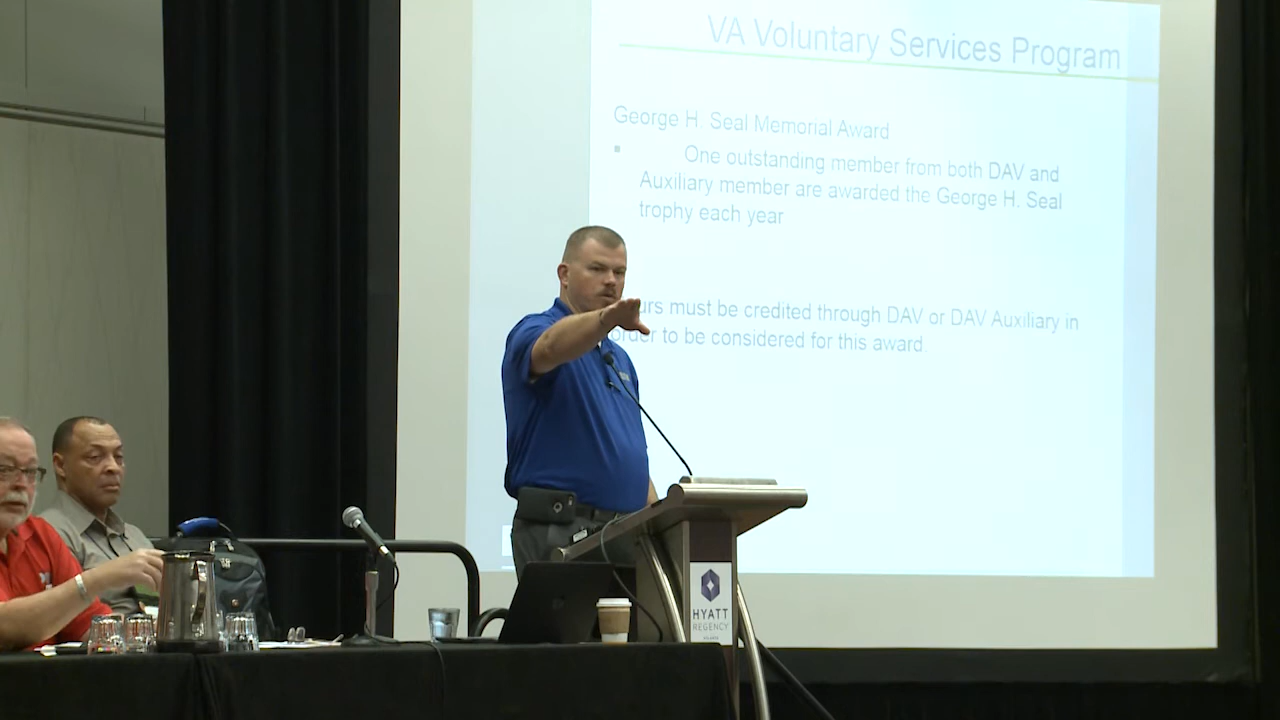 VA Voluntary Services Program
George H. Seal Memorial Award
One outstanding member from both DAV and
Auxiliary member are awarded the George H. Seal
trophy each year
urs must be credited through DAV or DAV Auxiliary in
order to be considered for this award.
HYATT
REGENCY